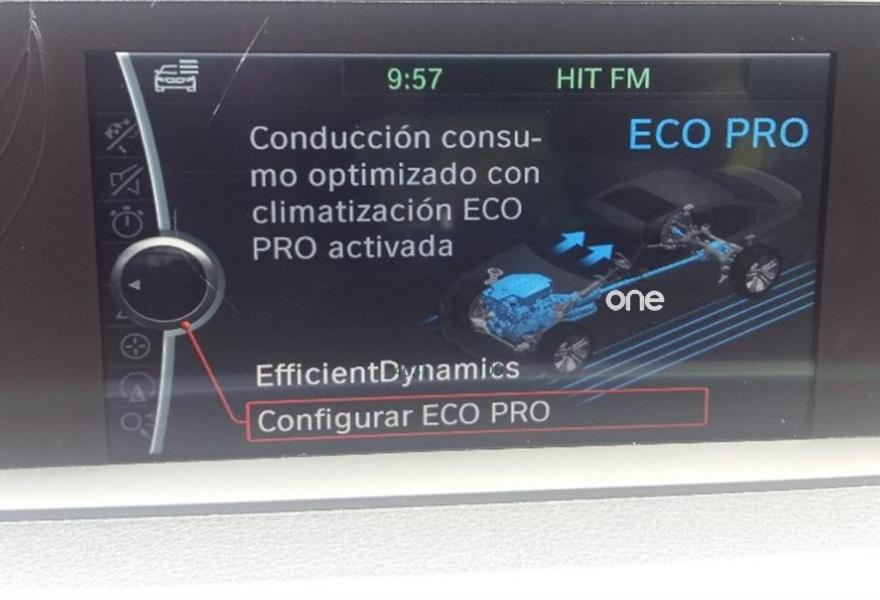 9:57 HIT FM
ECO PRO
Conducción consu-
mo optimizado con
climatización ECO
PRO activada
one
EfficientDynamics
Configurar ECO PRO